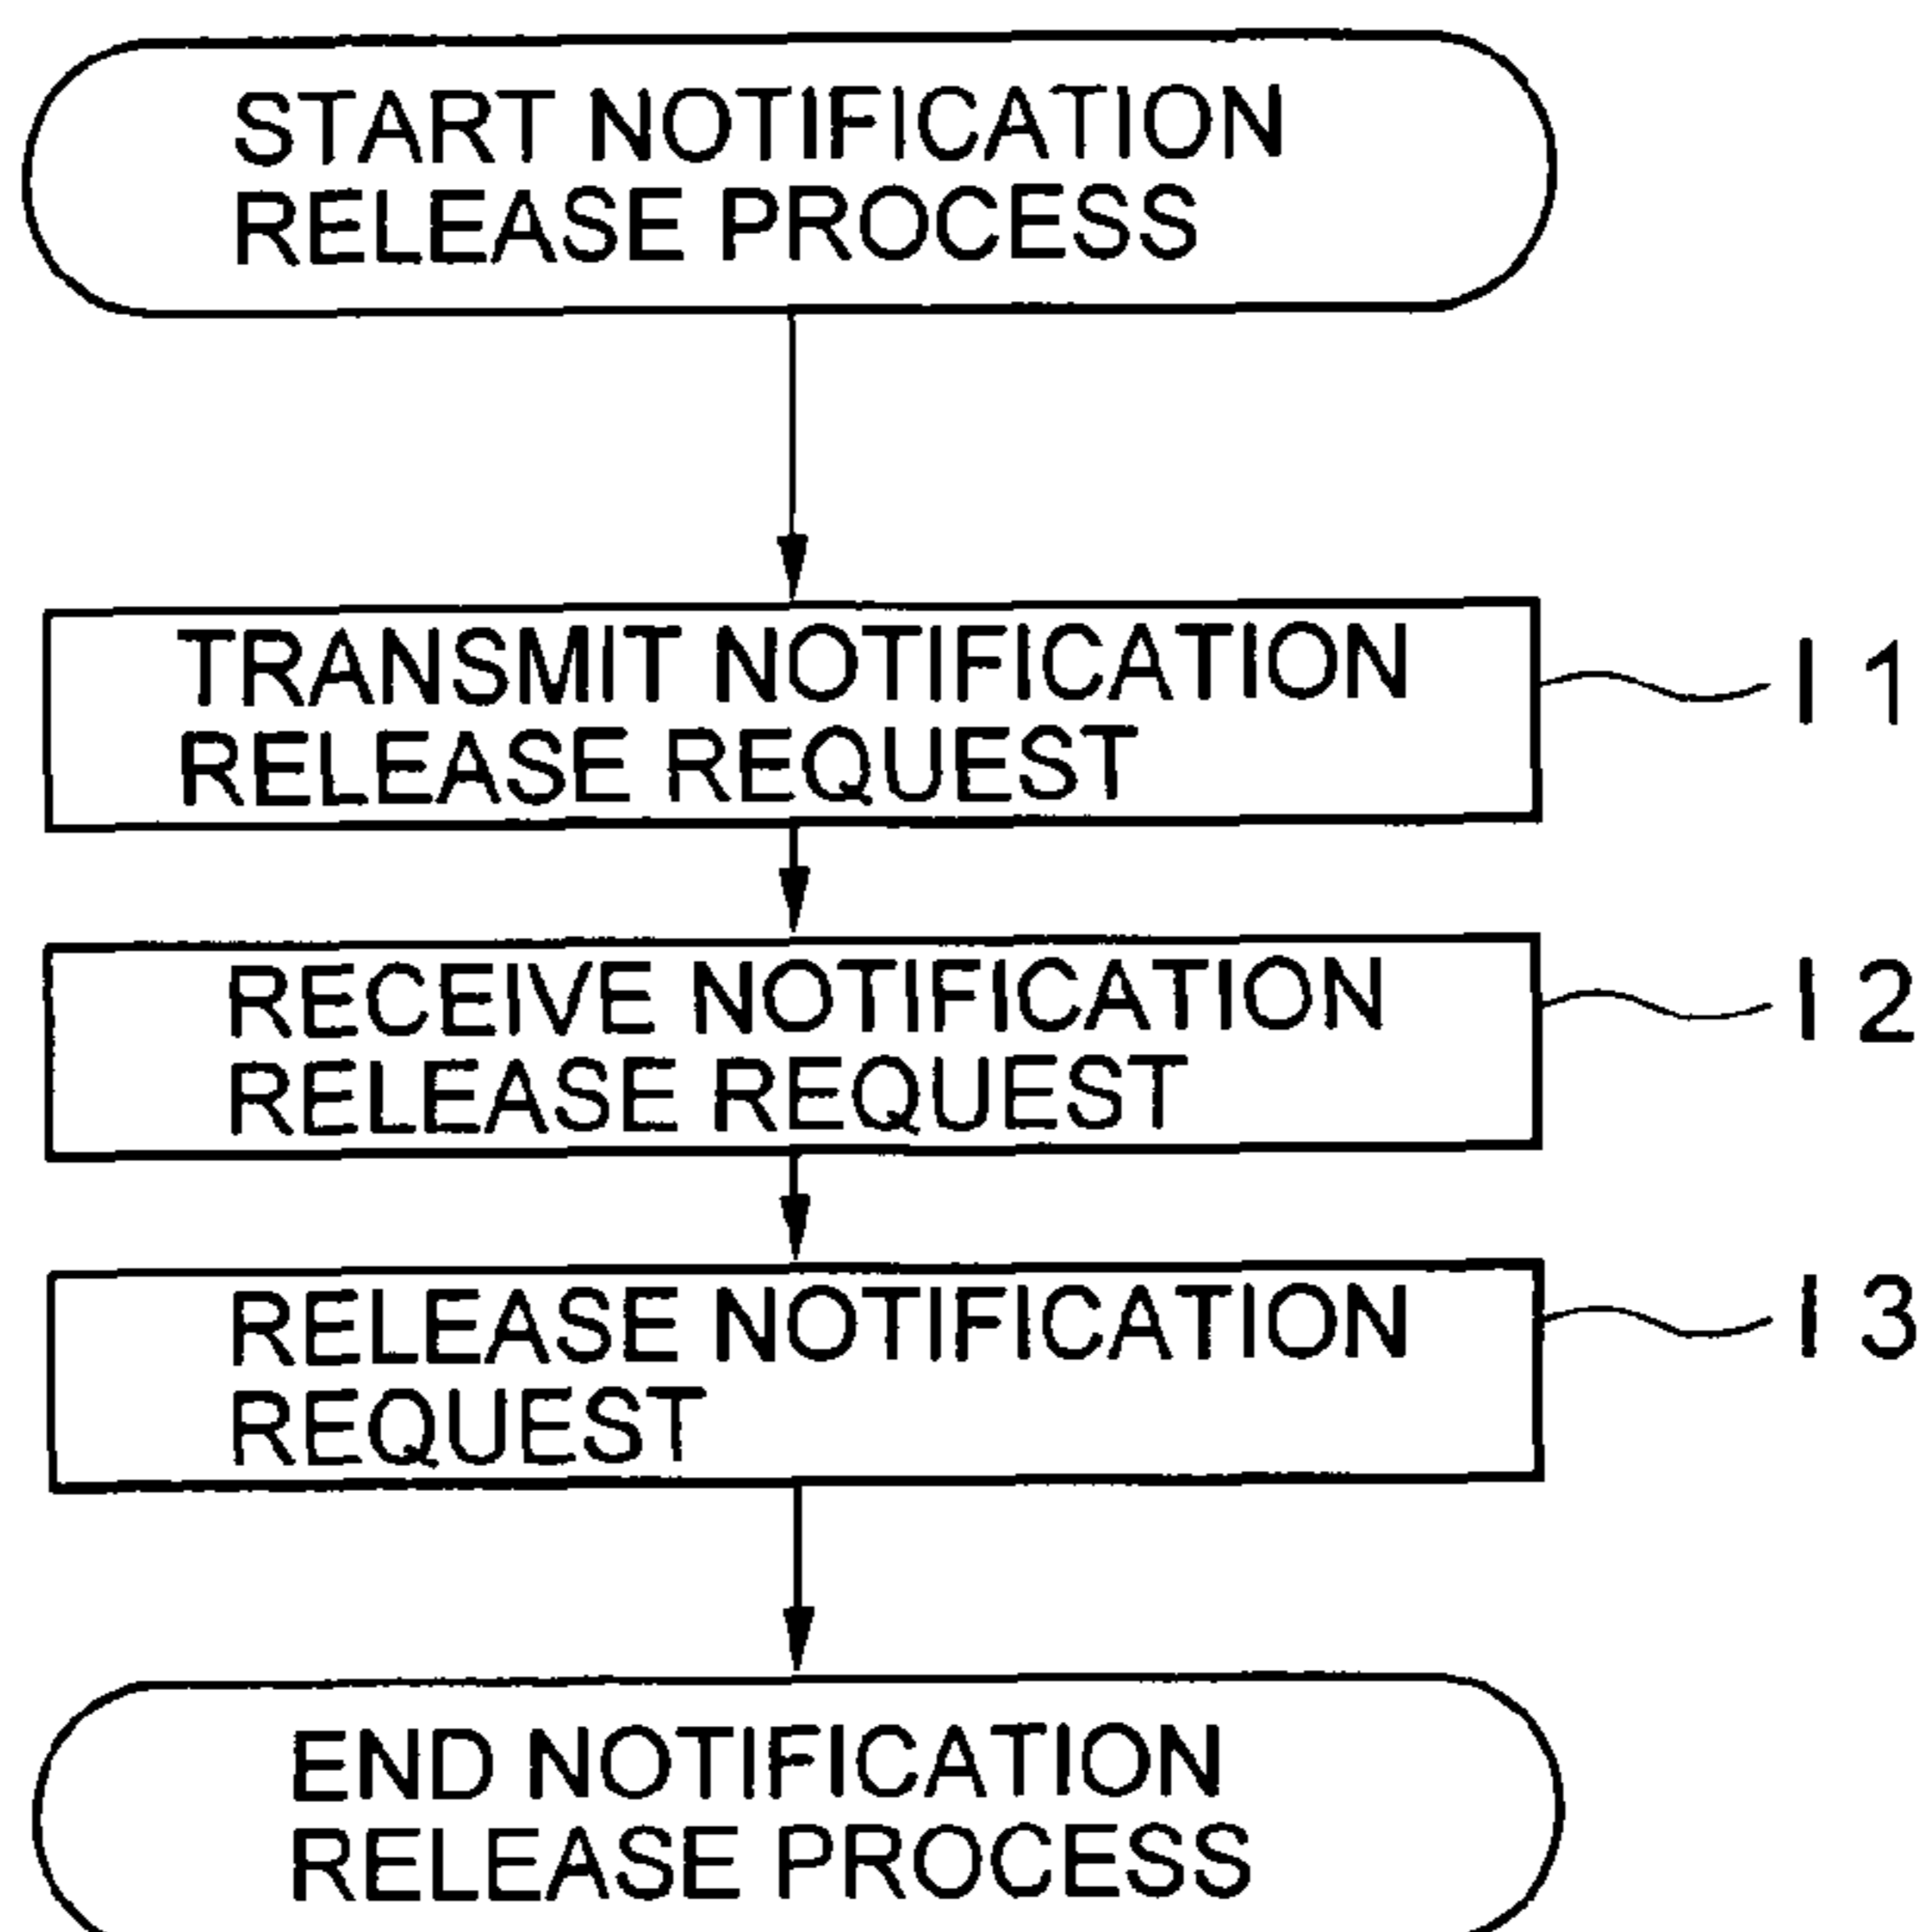 START NOTIFICATION
RELEASE PROCESS
TRANSMIT NOTIFICATION
RELEASE REQUEST
I 1
RECEIVE NOTIFICATION
RELEASE REQUEST
I 2
RELEASE NOTIFICATION
REQUEST
I 3
END NOTIFICATION
RELEASE PROCESS